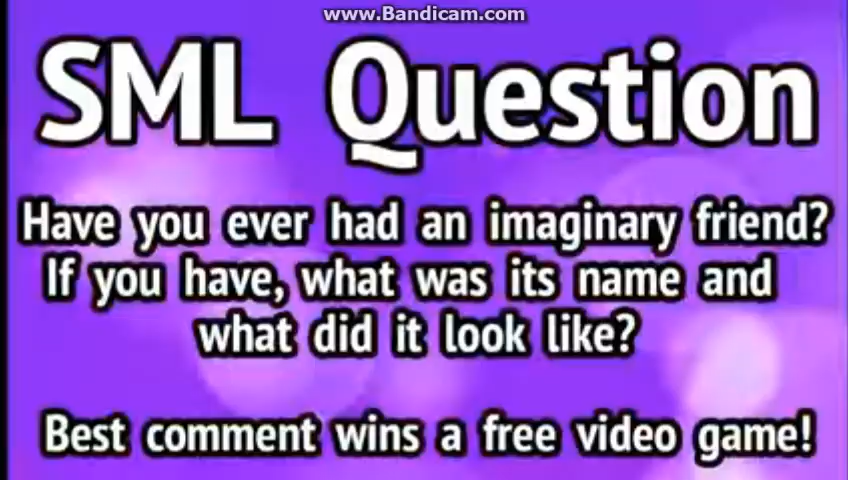 www.Bandicam.com
SML Question
Have you ever had an imaginary friend?
If you have, what was its name and
what did it look like?
Best comment wins a free video game!